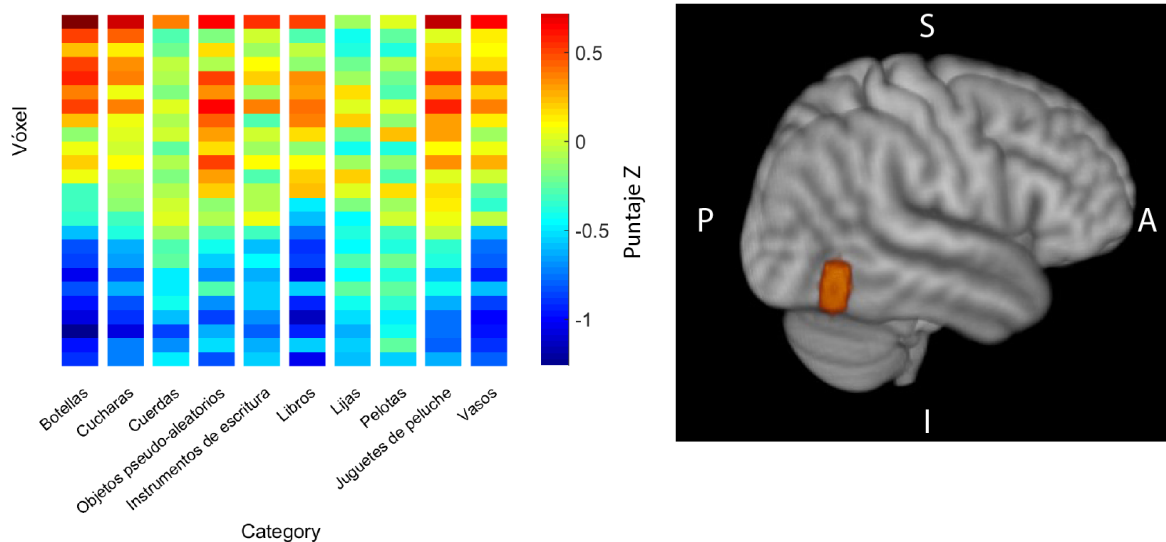 Vóxel
0.5
0
-0.5
-1
Puntaje Z
Botellas
Cucharas
Cuerdas
Objetos pseudo-aleatorios
Instrumentos de escritura
Libros
Lijas
Pelotas
Juguetes de peluche
Vasos
Category
S
P
A
I